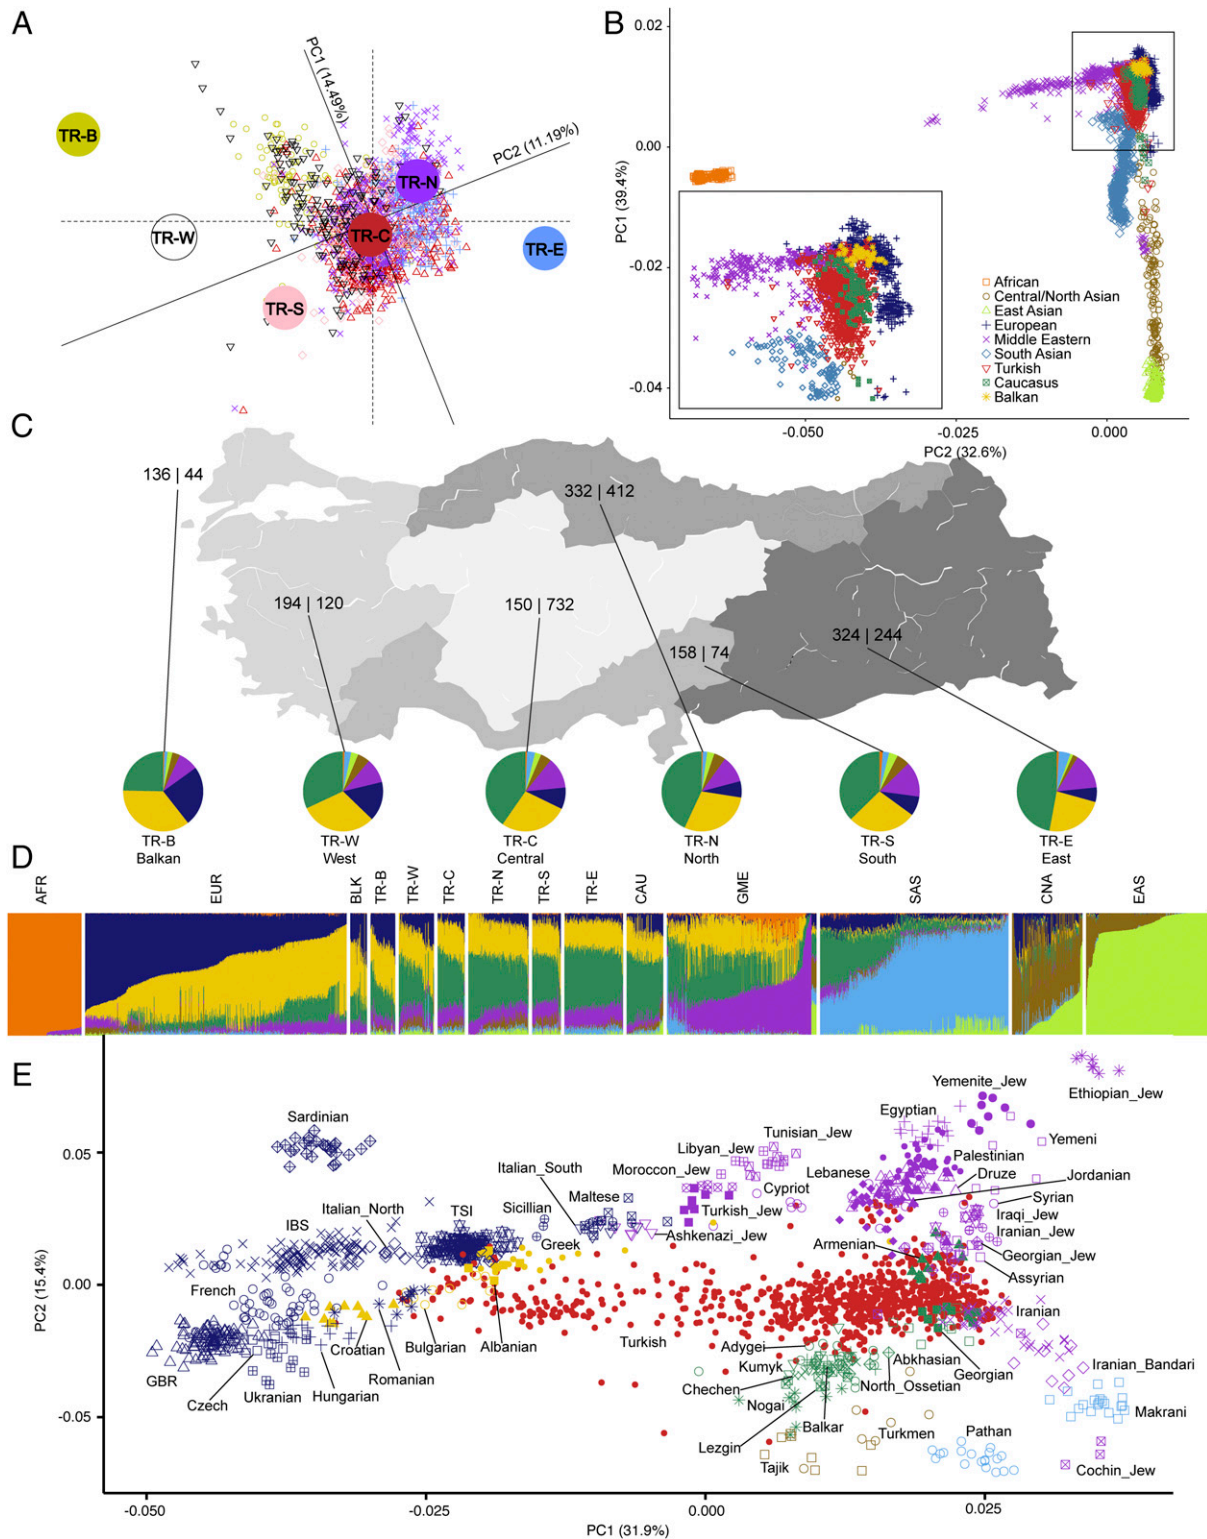 A
PC1 (14.49%)
PC2 (11.19%)
TR-B
TR-N
TR-W
TR-C
TR-E
TR-S
B
0.02
0.00
-0.02
-0.04
PC1 (39.4%)
African
Central/North Asian
East Asian
European
Middle Eastern
South Asian
Turkish
Caucasus
Balkan
-0.050
-0.025
0.000
PC2 (32.6%)
C
136 | 44
332 | 412
194 | 120
150 | 732
324 | 244
158 | 74
TR-B
Balkan
TR-W
West
TR-C
Central
TR-N
North
TR-S
South
TR-E
East
D
AFR
EUR
BLK
TR-B
TR-W
TR-C
TR-N
TR-S
TR-E
CAU
GME
SAS
CNA
EAS
E
Sardinian
Yemenite_Jew
Ethiopian_Jew
Egyptian
Tunisian_Jew
Yemeni
Libyan_Jew
Italian_South
Palestinian
Moroccon_Jew
Lebanese
Druze
Jordanian
Maltese
Cypriot
Italian_North
Sicillian
TSI
Syrian
IBS
Turkish_Jew
Iraqi_Jew
Greek
Iranian_Jew
Ashkenazi_Jew
Armenian
Georgian_Jew
Assyrian
French
Iranian
Turkish
Adygei
Croatian
Bulgarian
Albanian
Abkhasian
Kumyk
Georgian
Iranian_Bandari
Romanian
GBR
Chechen
North_Ossetian
Czech
Hungarian
Ukranian
Nogai
Makrani
Balkar
Turkmen
Pathan
Lezgin
Tajik
Cochin_Jew
0.05
0.00
-0.05
PC2 (15.4%)
-0.050
-0.025
0.000
0.025
PC1 (31.9%)